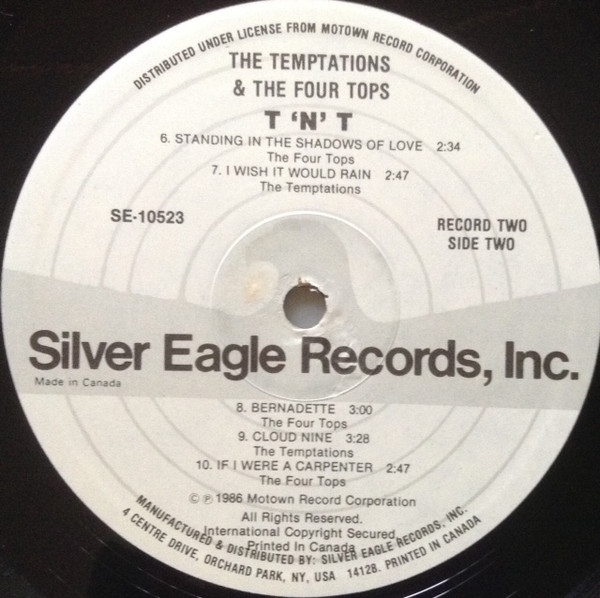 DISTRIBUTED UNDER LICENSE FROM MOTOWN RECORD CORPORATION
THE TEMPTATIONS
& THE FOUR TOPS
T 'N' T
6. STANDING IN THE SHADOWS OF LOVE 2:34
The Four Tops
7. I WISH IT WOULD RAIN 2:47
The Temptations
SE-10523
RECORD TWO
SIDE TWO
Silver Eagle Records, Inc.
Made in Canada
8. BERNADETTE 3:00
The Four Tops
9. CLOUD NINE 3:28
The Temptations
10. IF I WERE A CARPENTER 2:47
The Four Tops
© ℗ 1986 Motown Record Corporation
All Rights Reserved.
International Copyright Secured
Printed In Canada
MANUFACTURED & DISTRIBUTED BY: SILVER EAGLE RECORDS, INC.
4 CENTRE DRIVE, ORCHARD PARK, NY, USA 14128. PRINTED IN CANADA